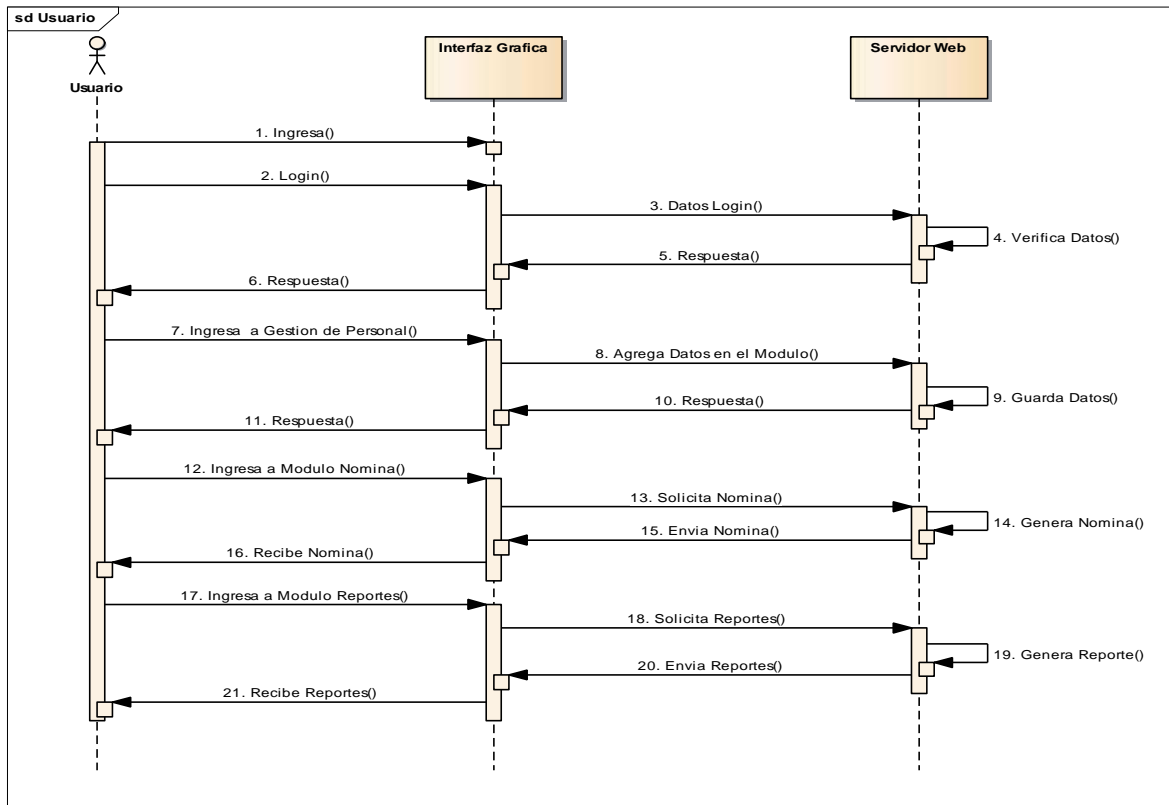 sd Usuario
Usuario
Interfaz Grafica
Servidor Web
1. Ingresa()
2. Login()
3. Datos Login()
4. Verifica Datos()
5. Respuesta()
6. Respuesta()
7. Ingresa  a Gestion de Personal()
8. Agrega Datos en el Modulo()
9. Guarda Datos()
10. Respuesta()
11. Respuesta()
12. Ingresa a Modulo Nomina()
13. Solicita Nomina()
14. Genera Nomina()
15. Envia Nomina()
16. Recibe Nomina()
17. Ingresa a Modulo Reportes()
18. Solicita Reportes()
19. Genera Reporte()
20. Envia Reportes()
21. Recibe Reportes()